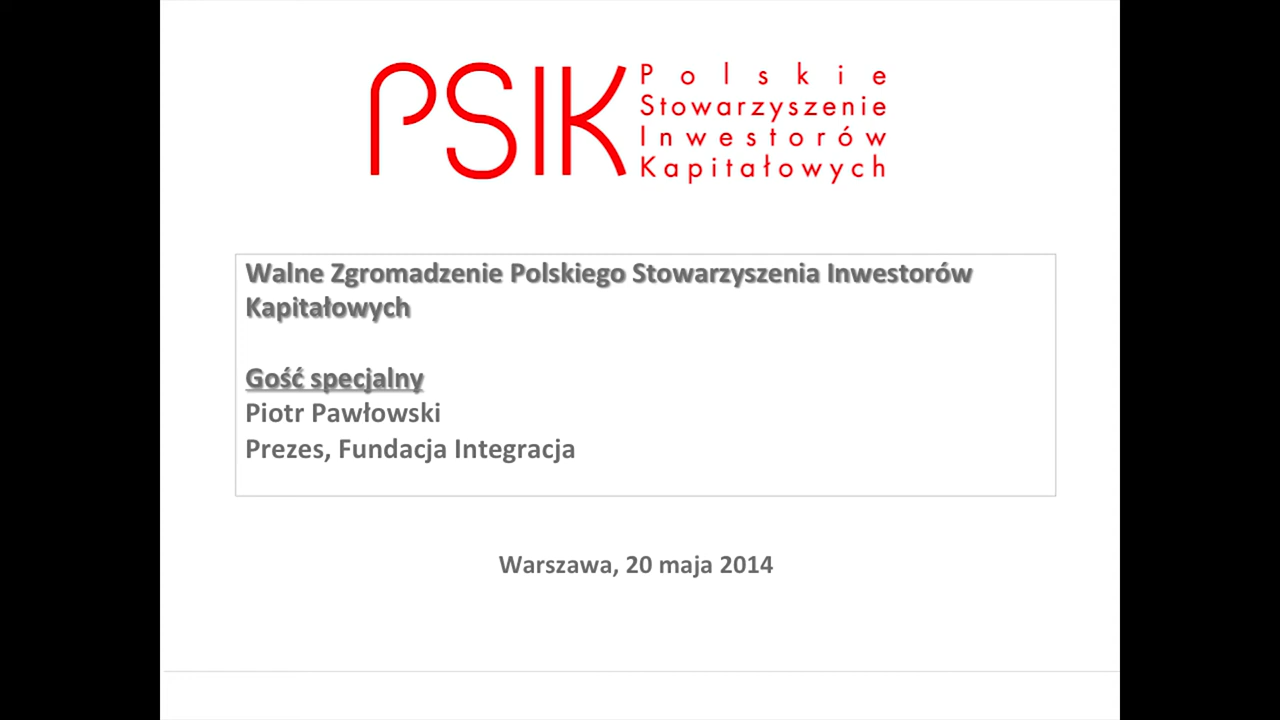 PSIK
Polskie
Stowarzyszenie
Inwestorów
Kapitałowych
Walne Zgromadzenie Polskiego Stowarzyszenia Inwestorów
Kapitałowych
Gość specjalny
Piotr Pawłowski
Prezes, Fundacja Integracja
Warszawa, 20 maja 2014